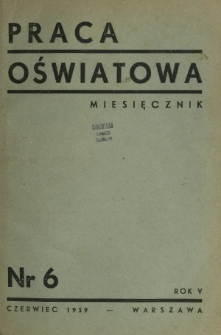 PRACA
OŚWIATOWA
MIESIĘCZNIK
Nr 6
ROK V
CZERWIEC 1939 — WARSZAWA